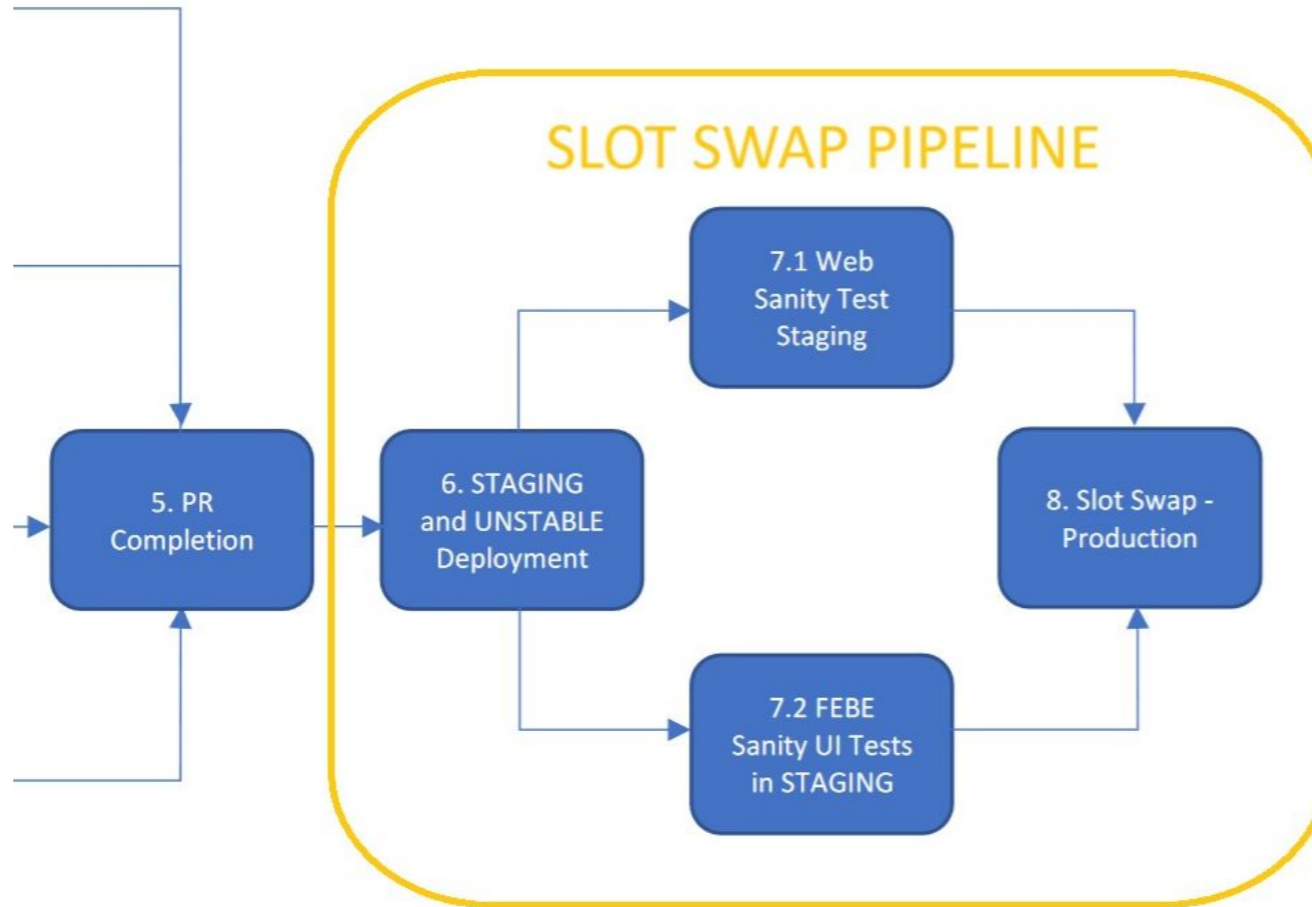 SLOT SWAP PIPELINE
7.1 Web
Sanity Test
Staging
5. PR
Completion
6. STAGING
and UNSTABLE
Deployment
8. Slot Swap -
Production
7.2 FEBE
Sanity UI Tests
in STAGING